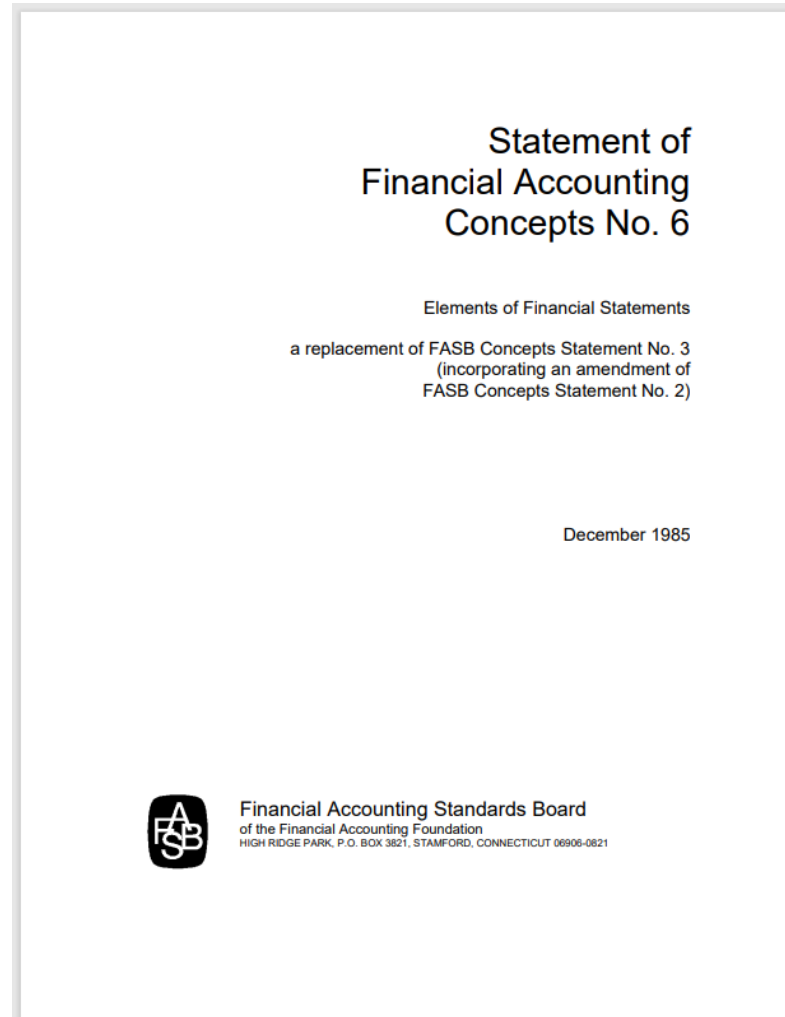 Statement of
Financial Accounting
Concepts No. 6
Elements of Financial Statements
a replacement of FASB Concepts Statement No. 3
(incorporating an amendment of
FASB Concepts Statement No. 2)
December 1985
FASB
Financial Accounting Standards Board
of the Financial Accounting Foundation
HIGH RIDGE PARK, P.O. BOX 3821, STAMFORD, CONNECTICUT 06906-0821